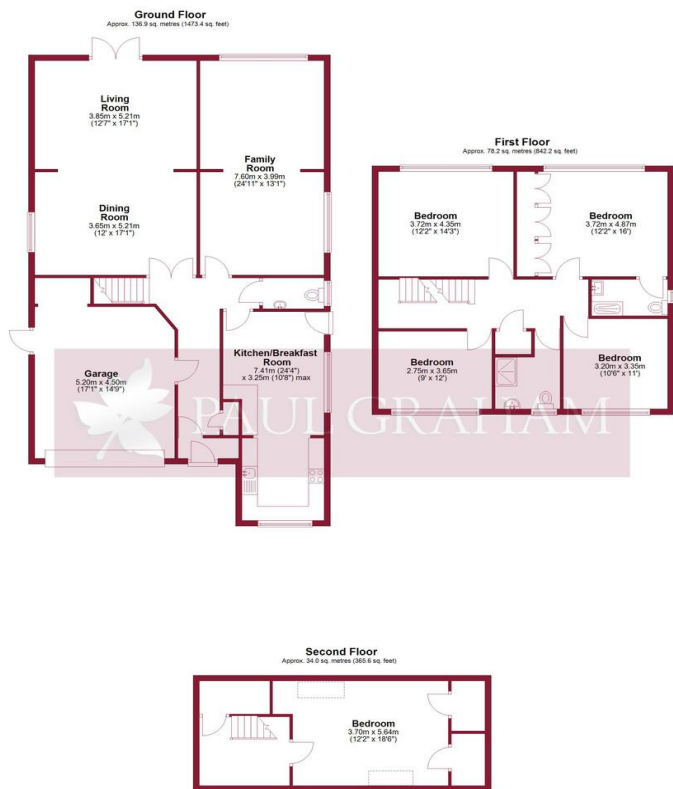 Ground Floor
Approx. 136.9 sq. metres (1473.4 sq. feet)
Living
Room
3.85m x 5.21m
(12'7" x 17'1")
Family
Room
7.60m x 3.99m
(24'11" x 13'1")
Dining
Room
3.65m x 5.21m
(12' x 17'1")
Kitchen/Breakfast
Room
7.41m (24'4")
x 3.25m (10'8") max
Garage
5.20m x 4.50m
(17'1" x 14'9")
First Floor
Approx. 78.2 sq. metres (842.2 sq. feet)
Bedroom
3.72m x 4.35m
(12'2" x 14'3")
Bedroom
3.72m x 4.87m
(12'2" x 16')
Bedroom
2.75m x 3.65m
(9' x 12')
Bedroom
3.20m x 3.35m
(10'6" x 11')
PAUL GRAHAM
Second Floor
Approx. 34.0 sq. metres (365.6 sq. feet)
Bedroom
3.70m x 5.64m
(12'2" x 18'6")